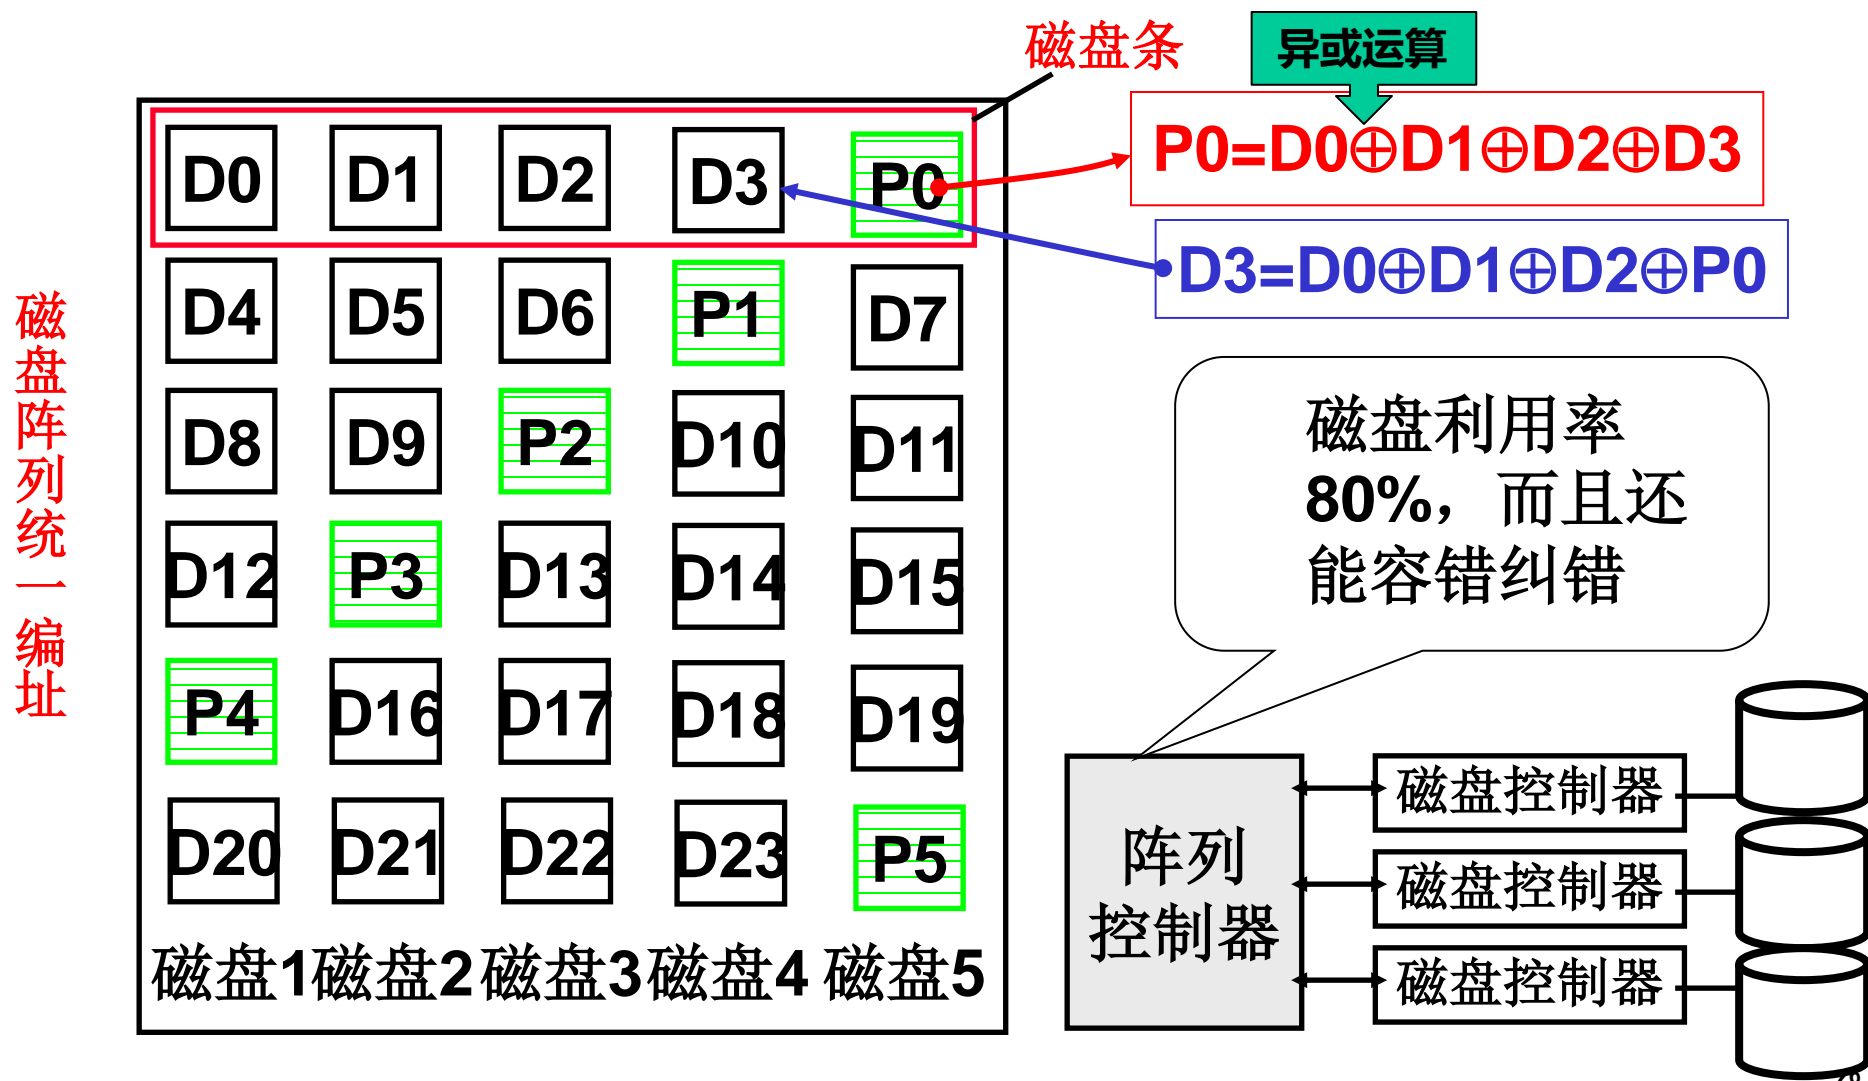 磁盘条
异或运算
P0=D0⊕D1⊕D2⊕D3
D3=D0⊕D1⊕D2⊕P0
磁盘阵列统一编址
D0 D1 D2 D3 P0
D4 D5 D6 P1 D7
D8 D9 P2 D10 D11
D12 P3 D13 D14 D15
P4 D16 D17 D18 D19
D20 D21 D22 D23 P5
磁盘1 磁盘2 磁盘3 磁盘4 磁盘5
磁盘利用率
80%，而且还
能容错纠错
阵列
控制器
磁盘控制器
磁盘控制器
磁盘控制器